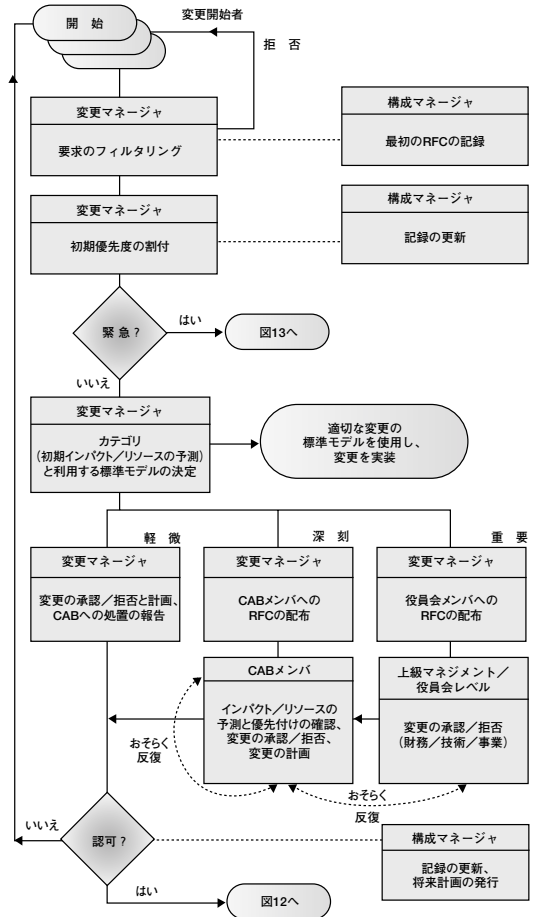 開 始
変更開始者
拒 否
変更マネージャ
要求のフィルタリング
構成マネージャ
最初のRFCの記録
変更マネージャ
初期優先度の割付
構成マネージャ
記録の更新
緊急?
はい
図13へ
いいえ
変更マネージャ
カテゴリ
(初期インパクト/リソースの予測)
と利用する標準モデルの決定
適切な変更の
標準モデルを使用し、
変更を実装
軽 微
変更マネージャ
変更の承認/拒否と計画、
CABへの処置の報告
深 刻
変更マネージャ
CABメンバへの
RFCの配布
重 要
変更マネージャ
役員会メンバへの
RFCの配布
CABメンバ
インパクト/リソースの
予測と優先付けの確認、
変更の承認/拒否、
変更の計画
上級マネジメント/
役員会レベル
変更の承認/拒否
(財務/技術/事業)
おそらく
反復
おそらく
反復
いいえ
認可?
構成マネージャ
記録の更新、
将来計画の発行
はい
図12へ